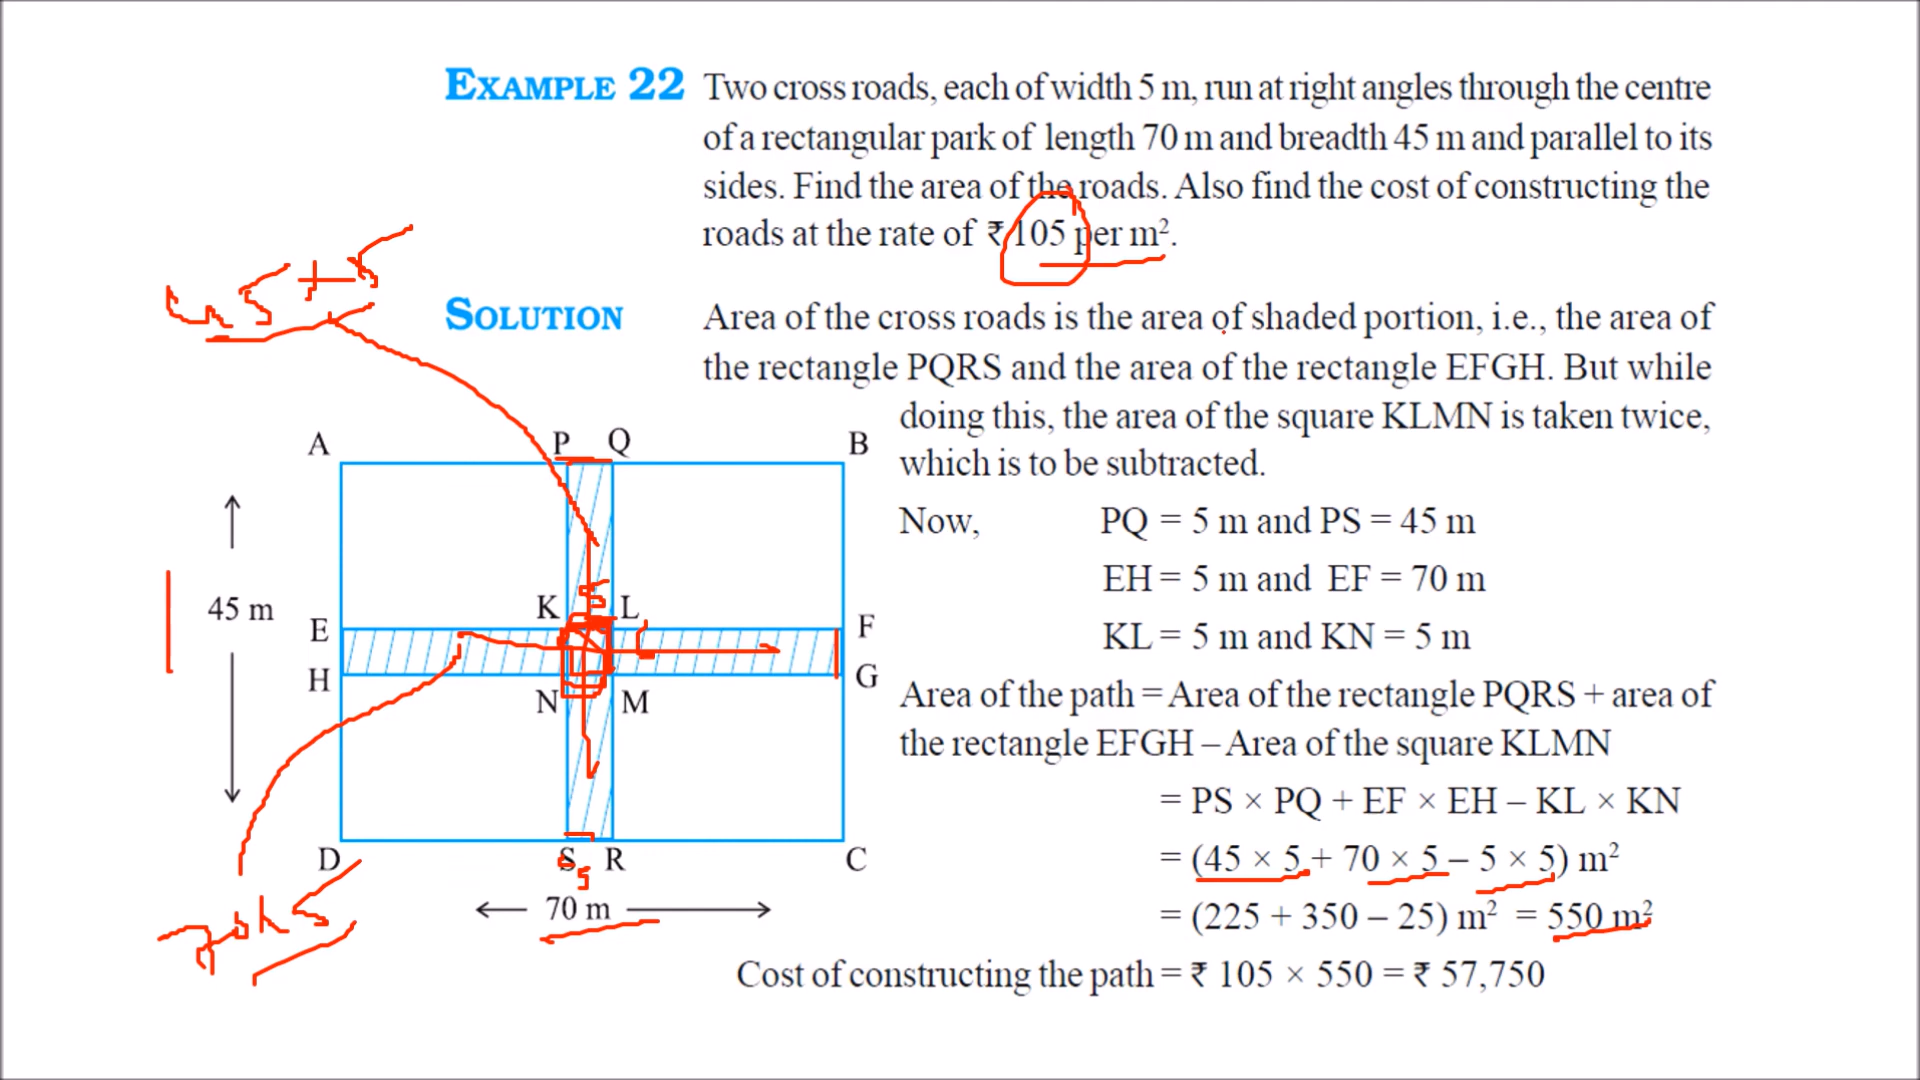 EXAMPLE 22 Two cross roads, each of width 5 m, run at right angles through the centre
of a rectangular park of length 70 m and breadth 45 m and parallel to its
sides. Find the area of the roads. Also find the cost of constructing the
roads at the rate of ₹ 105 per m².
SOLUTION Area of the cross roads is the area of shaded portion, i.e., the area of
the rectangle PQRS and the area of the rectangle EFGH. But while
doing this, the area of the square KLMN is taken twice,
which is to be subtracted.
Now, PQ = 5 m and PS = 45 m
EH = 5 m and EF = 70 m
KL = 5 m and KN = 5 m
Area of the path = Area of the rectangle PQRS + area of
the rectangle EFGH – Area of the square KLMN
= PS × PQ + EF × EH – KL × KN
= (45 × 5 + 70 × 5 – 5 × 5) m²
= (225 + 350 – 25) m² = 550 m²
Cost of constructing the path = ₹ 105 × 550 = ₹ 57,750
A P Q B
K L
45 m
E F
H G
N M
D S R C
5
70 m